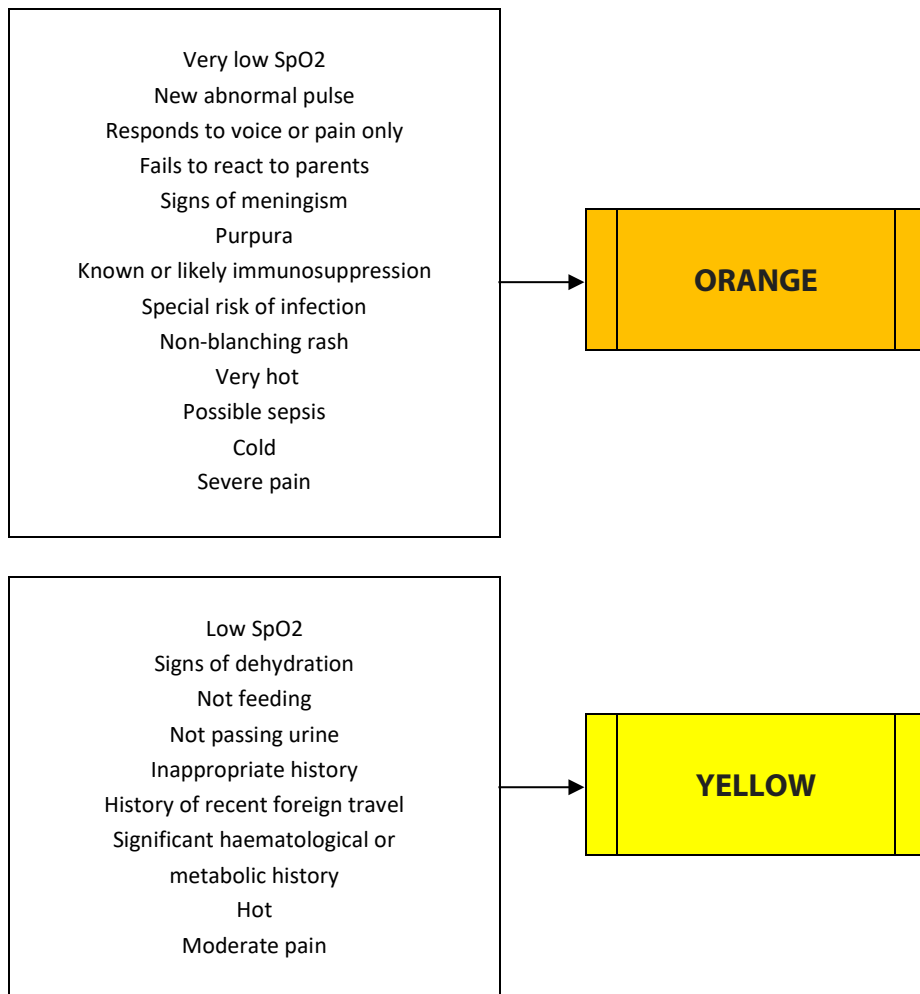 Very low SpO2
New abnormal pulse
Responds to voice or pain only
Fails to react to parents
Signs of meningism
Purpura
Known or likely immunosuppression
Special risk of infection
Non-blanching rash
Very hot
Possible sepsis
Cold
Severe pain
ORANGE
Low SpO2
Signs of dehydration
Not feeding
Not passing urine
Inappropriate history
History of recent foreign travel
Significant haematological or
metabolic history
Hot
Moderate pain
YELLOW